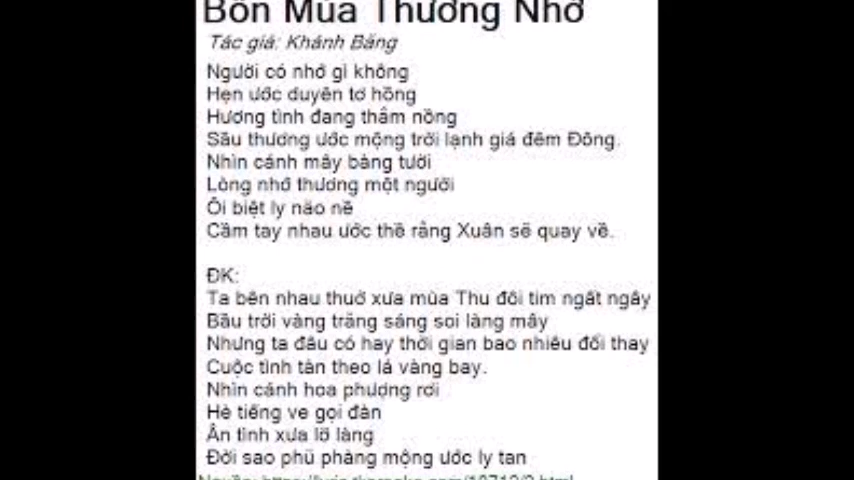 Bốn Mùa Thương Nhớ
Tác giả: Khánh Băng
Người có nhớ gì không
Hẹn ước duyên tơ hồng
Hương tình đang thắm nồng
Sầu thương ước mộng trời lạnh giá đêm Đông.
Nhìn cánh mây bàng tười
Lòng nhớ thương một người
Ôi biệt ly não nề
Cầm tay nhau ước thề rằng Xuân sẽ quay về.
ĐK:
Ta bên nhau thuở xưa mùa Thu đôi tim ngất ngây
Bầu trời vàng trăng sáng soi làng mây
Nhưng ta đâu có hay thời gian bao nhiêu đổi thay
Cuộc tình tàn theo lá vàng bay.
Nhìn cánh hoa phượng rơi
Hè tiếng ve gọi đàn
Ân tình xưa lỡ làng
Đời sao phũ phàng mộng ước ly tan